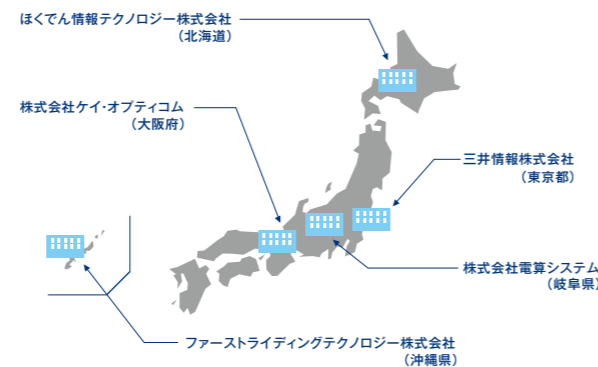 ほくでん情報テクノロジー株式会社
（北海道）
株式会社ケイ・オプティコム
（大阪府）
三井情報株式会社
（東京都）
株式会社電算システム
（岐阜県）
ファーストライディングテクノロジー株式会社
（沖縄県）